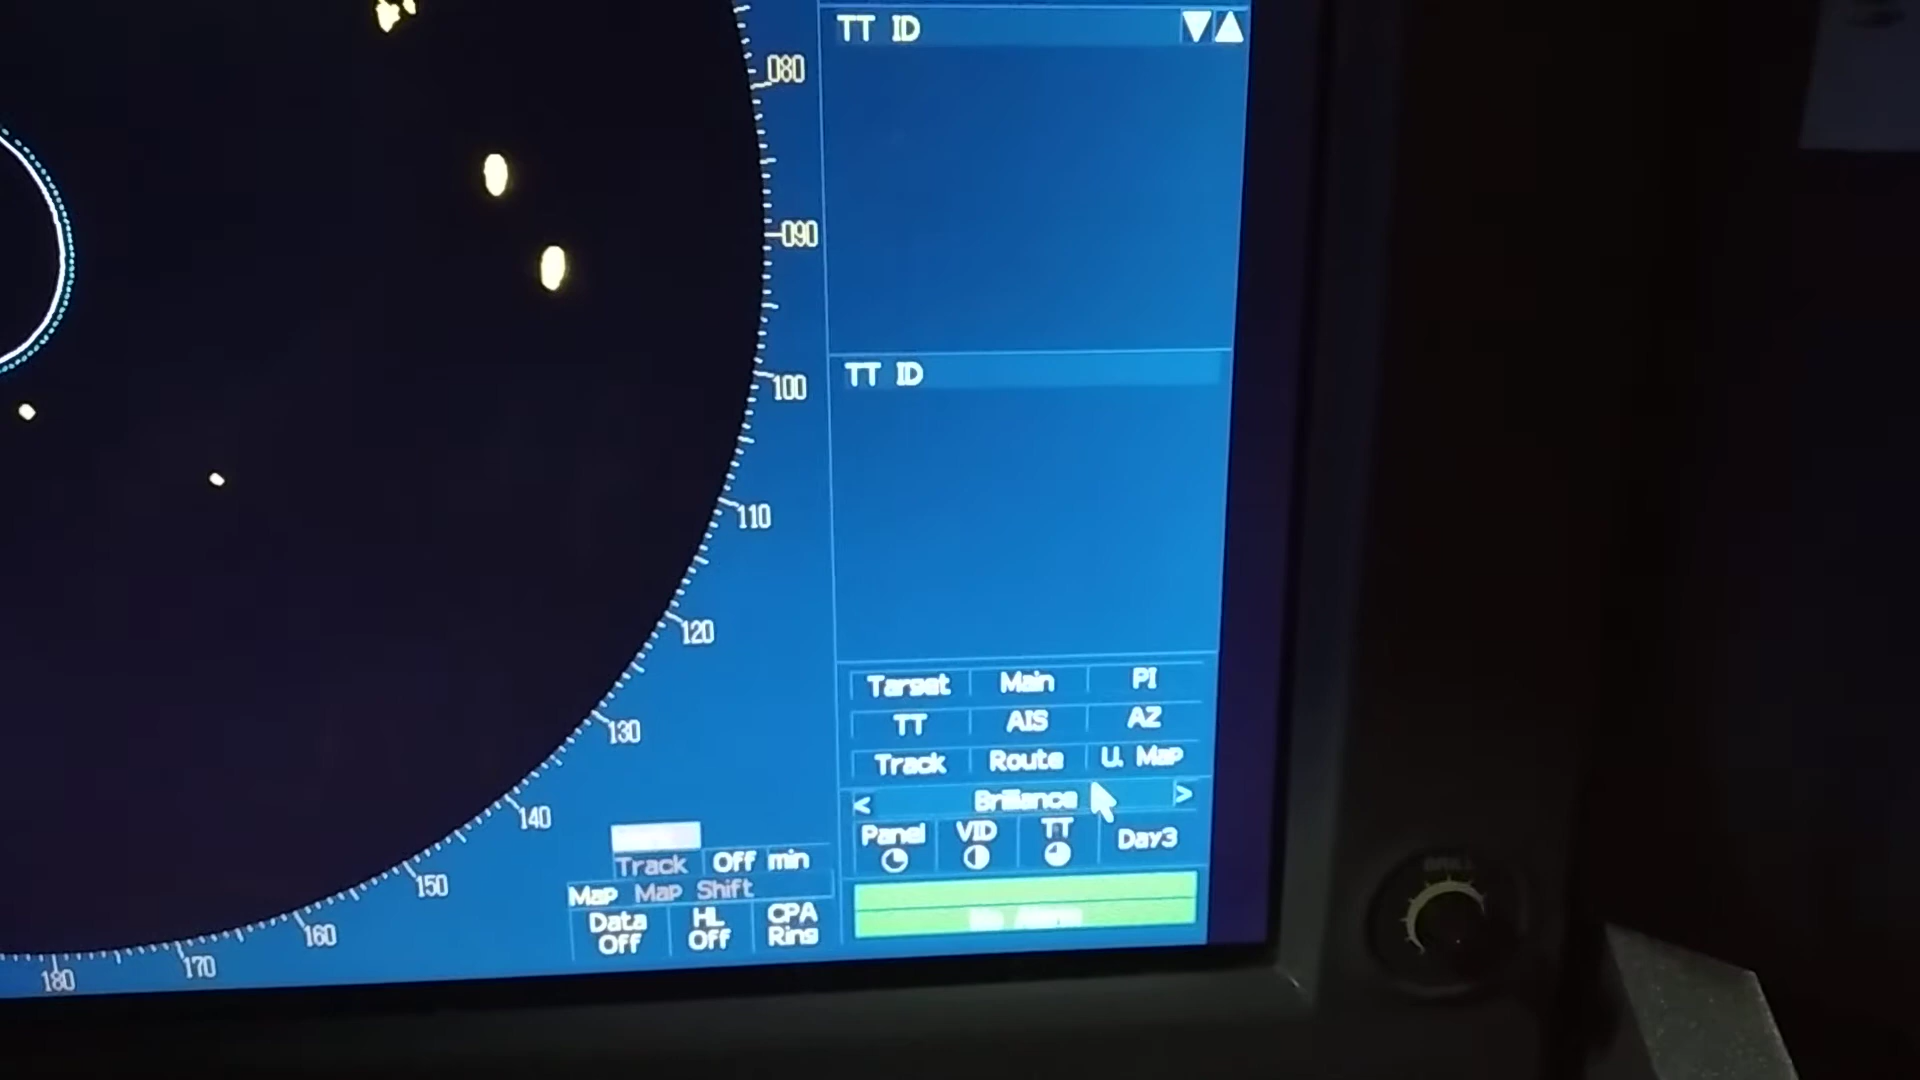 TT ID
080
090
TT ID
100
110
120
130
140
150
160
170
180
Target Main PI
TT AIS AZ
Track Route U. Map
< Brilliance >
Panel VID TT Day3
Track Off min
Map Map Shift
Data Off HL Off CPA Ring